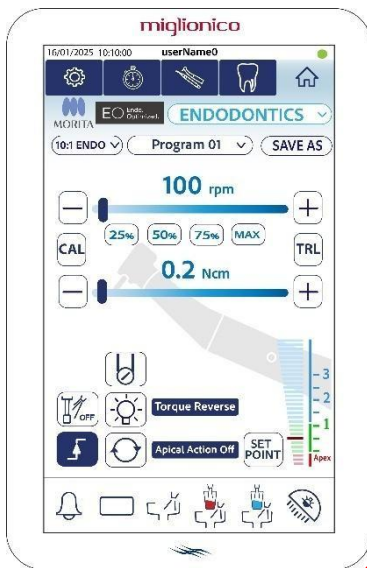 miglionico
16/01/2025 10:10:00 userName0
MORITA EO Endo. Optimized. ENDODONTICS
10:1 ENDO Program 01 SAVE AS
100 rpm
25% 50% 75% MAX
CAL TRL
0.2 Ncm
3
2
1
OFF Torque Reverse
Apical Action Off SET POINT Apex